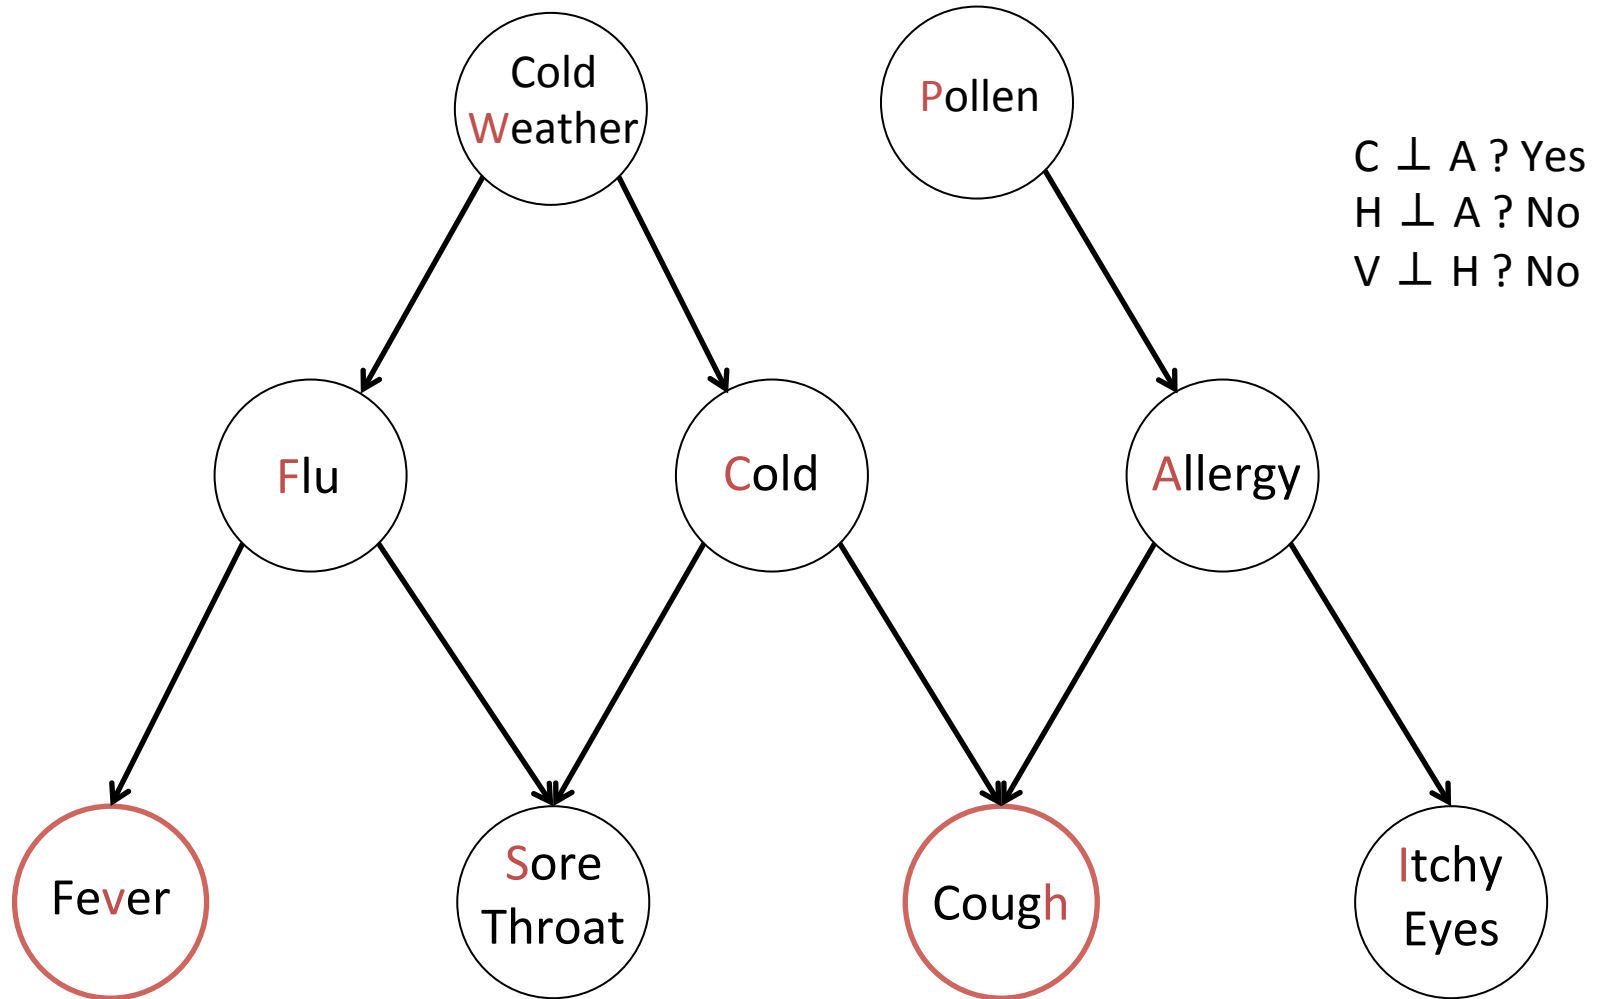 Cold
Weather
Pollen
C ⊥ A ? Yes
H ⊥ A ? No
V ⊥ H ? No
Flu
Cold
Allergy
Fever
Sore
Throat
Cough
Itchy
Eyes